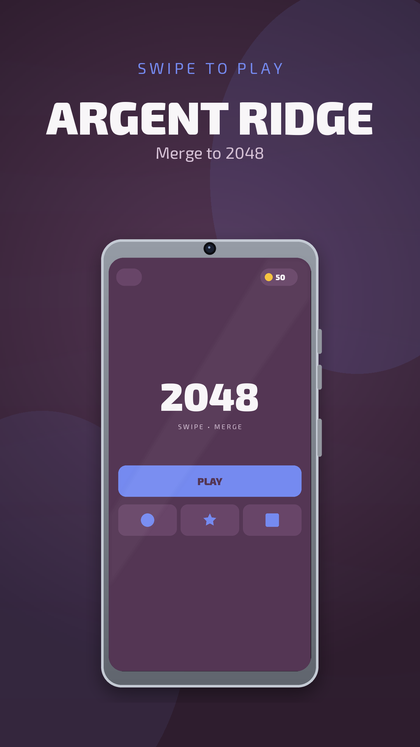 SWIPE TO PLAY
ARGENT RIDGE
Merge to 2048
50
2048
SWIPE • MERGE
PLAY